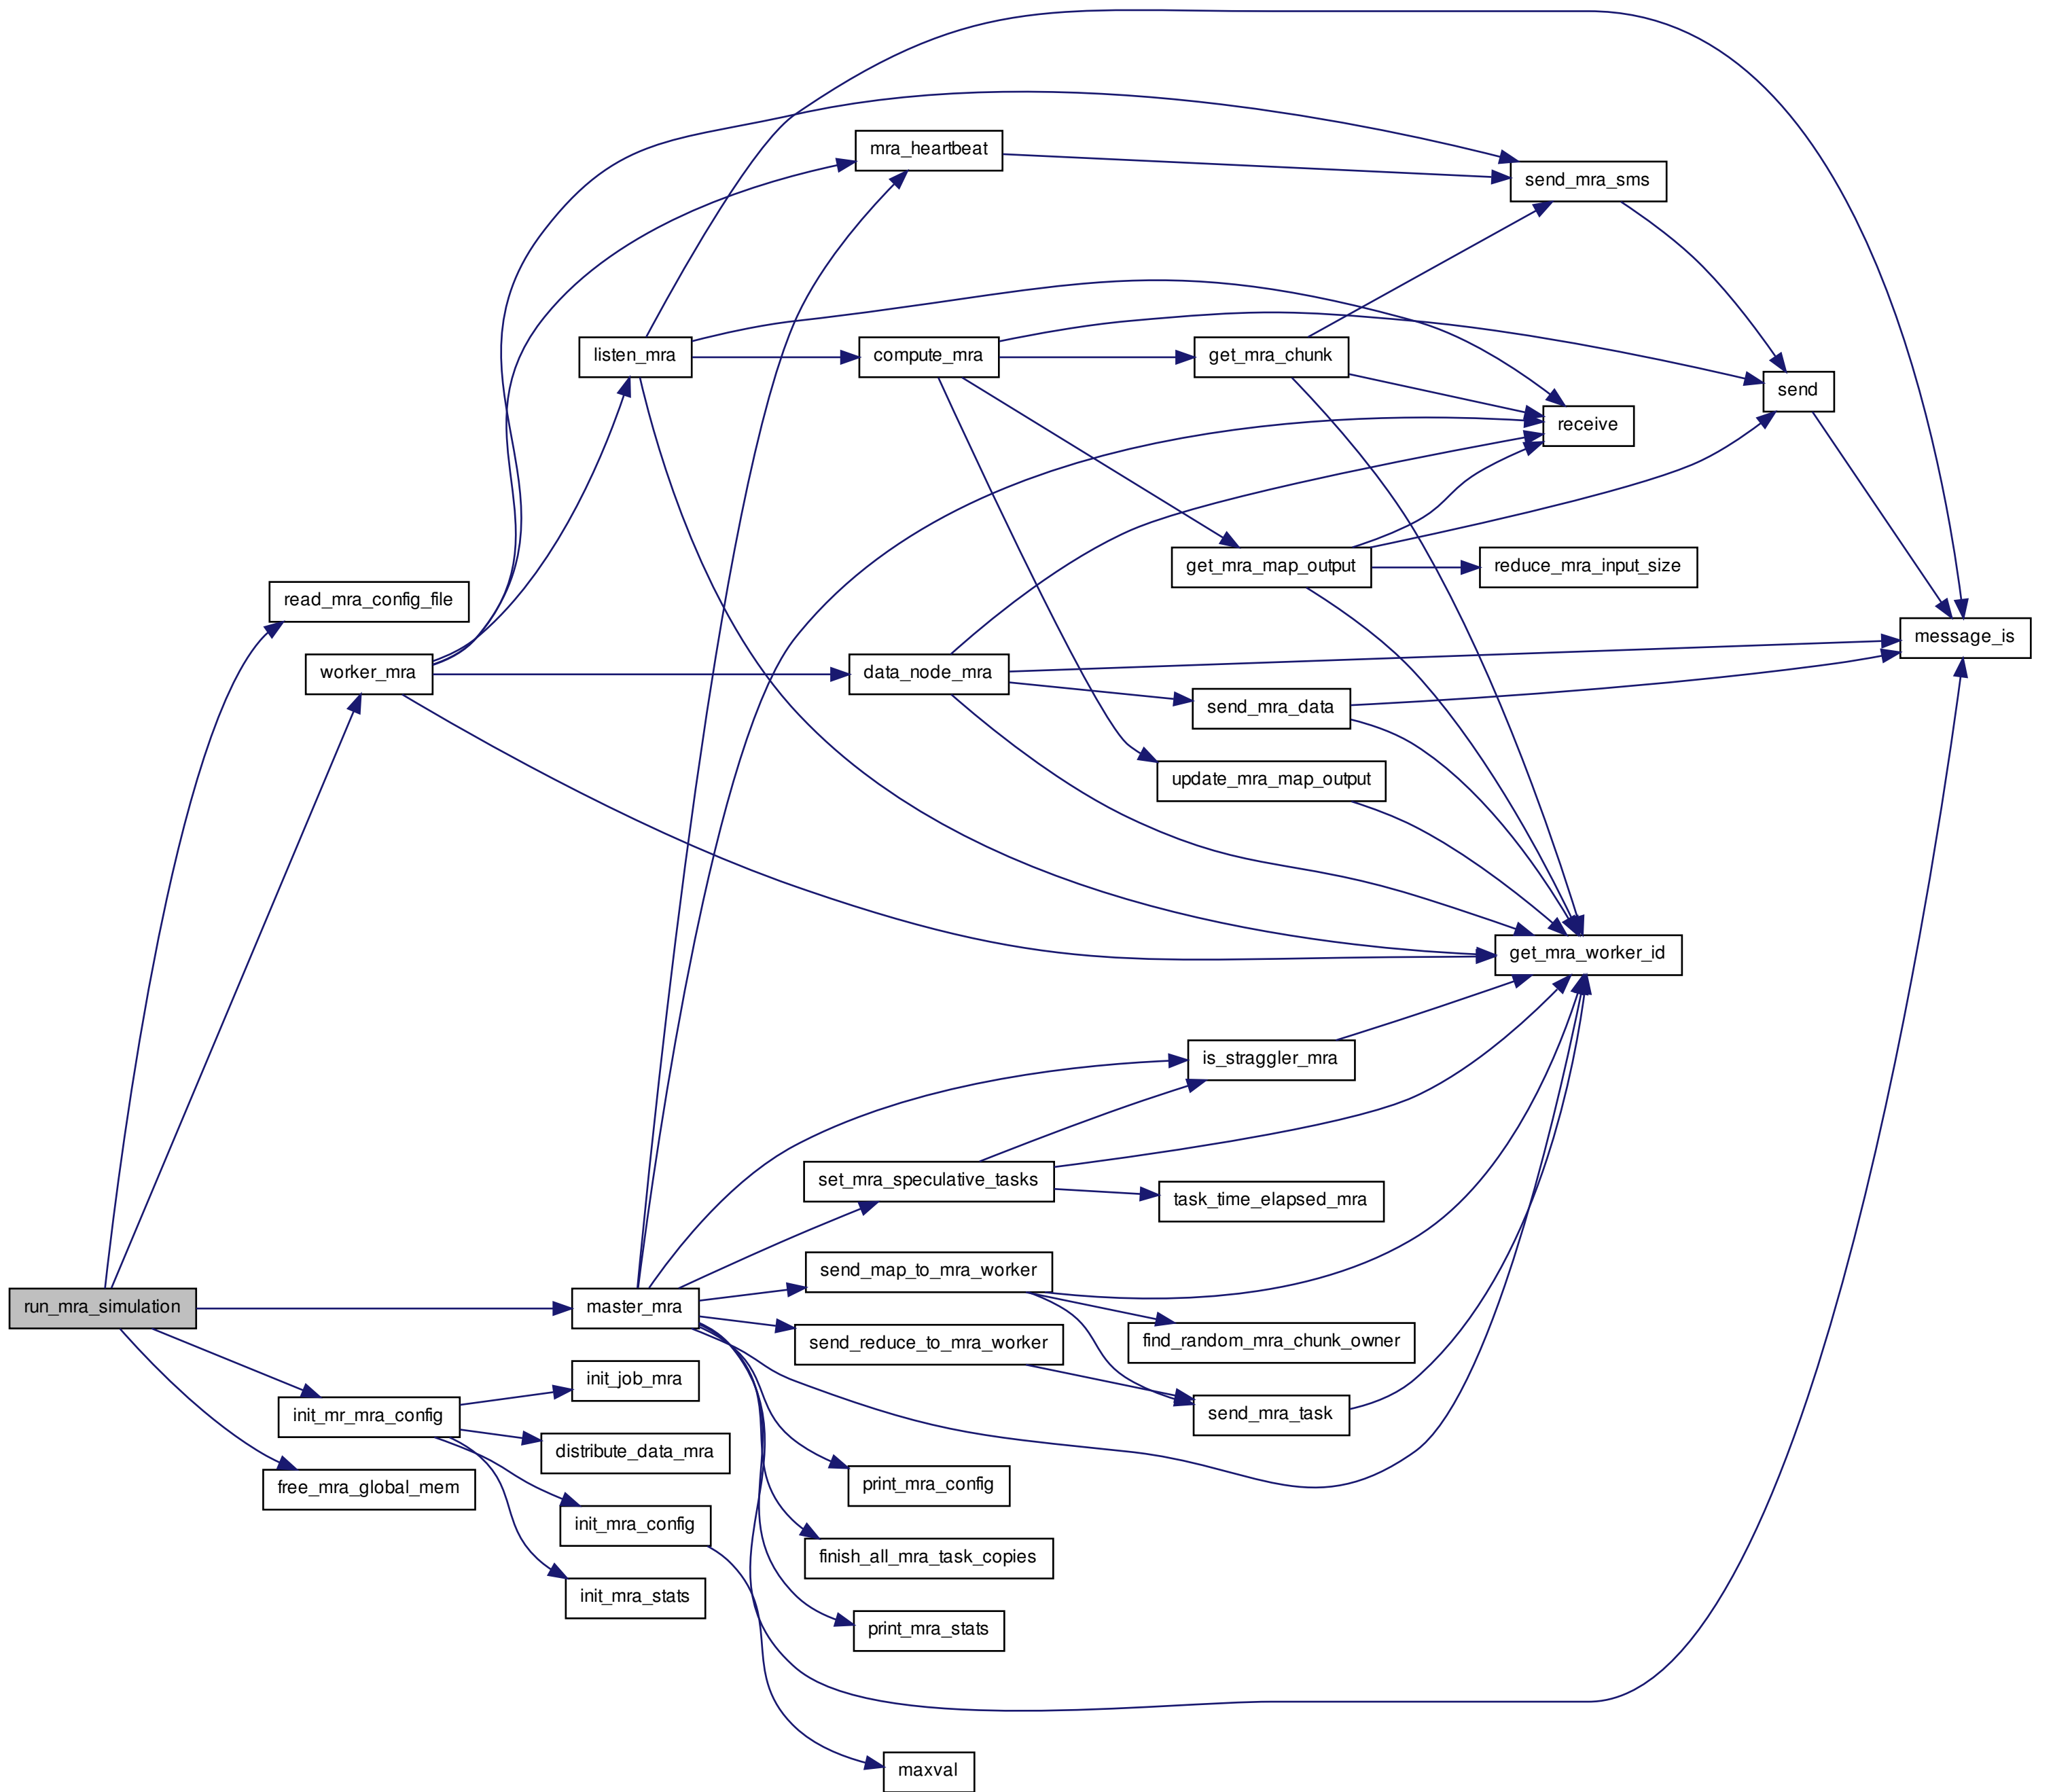 mra_heartbeat
send_mra_sms
listen_mra
compute_mra
get_mra_chunk
send
receive
get_mra_map_output
reduce_mra_input_size
read_mra_config_file
message_is
worker_mra
data_node_mra
send_mra_data
update_mra_map_output
get_mra_worker_id
is_straggler_mra
set_mra_speculative_tasks
task_time_elapsed_mra
send_map_to_mra_worker
run_mra_simulation
master_mra
send_reduce_to_mra_worker
find_random_mra_chunk_owner
init_job_mra
init_mr_mra_config
send_mra_task
distribute_data_mra
free_mra_global_mem
print_mra_config
init_mra_config
finish_all_mra_task_copies
init_mra_stats
print_mra_stats
maxval